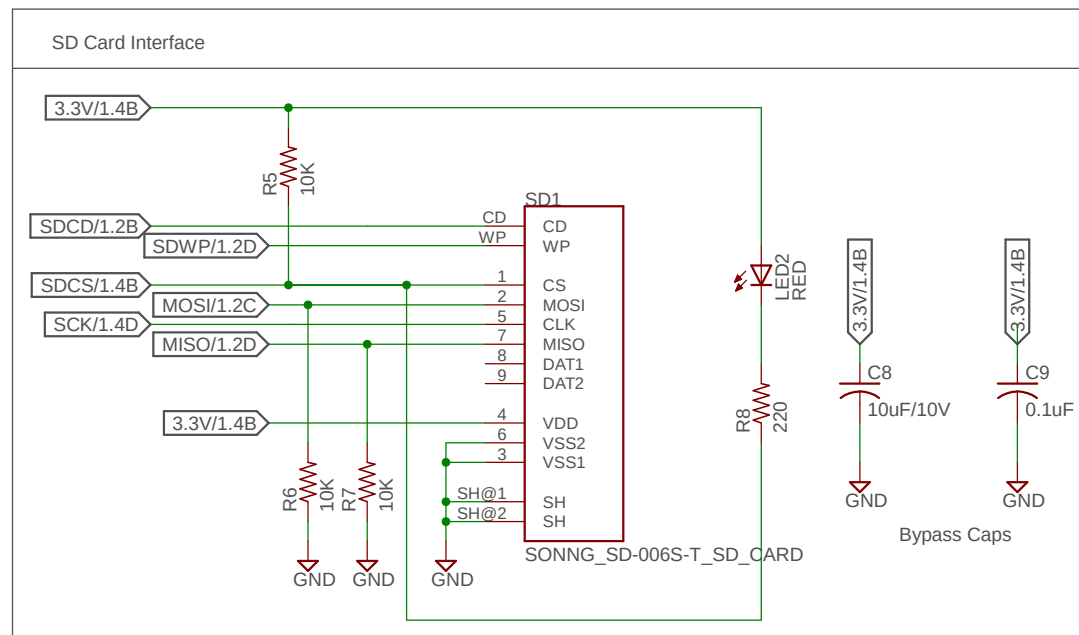 SD Card Interface
3.3V/1.4B
R5
10K
SD1
SDCD/1.2B
CD
CD
SDWP/1.2D
WP
WP
SDCS/1.4B
1
CS
MOSI/1.2C
2
MOSI
SCK/1.4D
5
CLK
MISO/1.2D
7
MISO
8
DAT1
9
DAT2
3.3V/1.4B
4
VDD
6
VSS2
3
VSS1
R6
10K
R7
10K
SH@1
SH
SH@2
SH
GND
GND
GND
SONNG_SD-006S-T_SD_CARD
LED2
RED
R8
220
3.3V/1.4B
C8
10uF/10V
GND
3.3V/1.4B
C9
0.1uF
GND
Bypass Caps